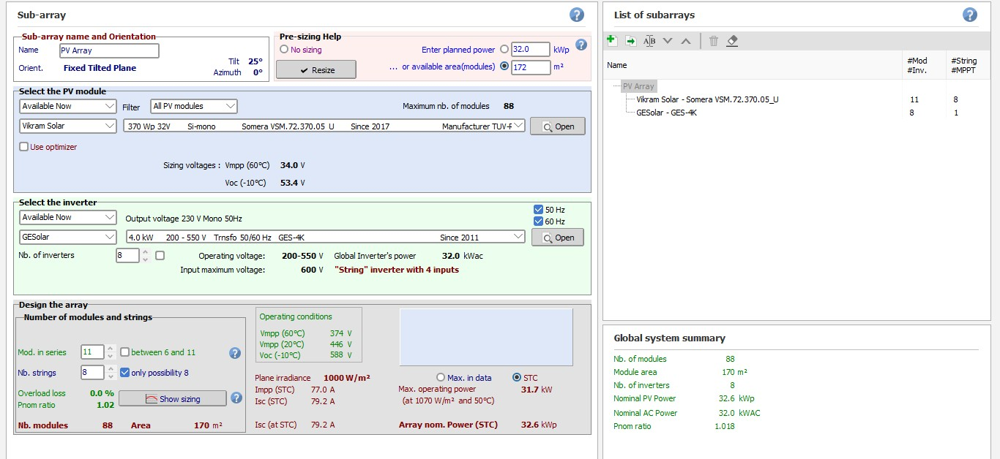 Sub-array
?
Sub-array name and Orientation
Name PV Array
Orient. Fixed Tilted Plane
Tilt 25°
Azimuth 0°
Pre-sizing Help
No sizing
Enter planned power 32.0 kWp
?
Resize
... or available area(modules) 172 m²
Select the PV module
Available Now
Filter
All PV modules
Maximum nb. of modules 88
Vikram Solar
370 Wp 32V Si-mono Somera VSM.72.370.05_U Since 2017 Manufacturer TUV-F
Open
Use optimizer
Sizing voltages : Vmpp (60°C) 34.0 V
Voc (-10°C) 53.4 V
Select the inverter
Available Now
Output voltage 230 V Mono 50Hz
50 Hz
60 Hz
GESolar
4.0 kW 200 - 550 V Trnsfo 50/60 Hz GES-4K Since 2011
Open
Nb. of inverters 8
Operating voltage: 200-550 V
Global Inverter's power 32.0 kWac
Input maximum voltage: 600 V
"String" inverter with 4 inputs
Design the array
Number of modules and strings
Mod. in series 11 between 6 and 11
?
Nb. strings 8 only possibility 8
Overload loss 0.0 %
Pnom ratio 1.02
Show sizing
?
Nb. modules 88 Area 170 m²
Operating conditions
Vmpp (60°C) 374 V
Vmpp (20°C) 446 V
Voc (-10°C) 588 V
Plane irradiance 1000 W/m²
Impp (STC) 77.0 A
Isc (STC) 79.2 A
Isc (at STC) 79.2 A
Max. in data
STC
Max. operating power 31.7 kW
(at 1070 W/m² and 50°C)
Array nom. Power (STC) 32.6 kWp
List of subarrays
?
A|B
Name
#Mod
#Inv.
#String
#MPPT
PV Array
Vikram Solar - Somera VSM.72.370.05_U 11 8
GESolar - GES-4K 8 1
Global system summary
Nb. of modules 88
Module area 170 m²
Nb. of inverters 8
Nominal PV Power 32.6 kWp
Nominal AC Power 32.0 kWAC
Pnom ratio 1.018